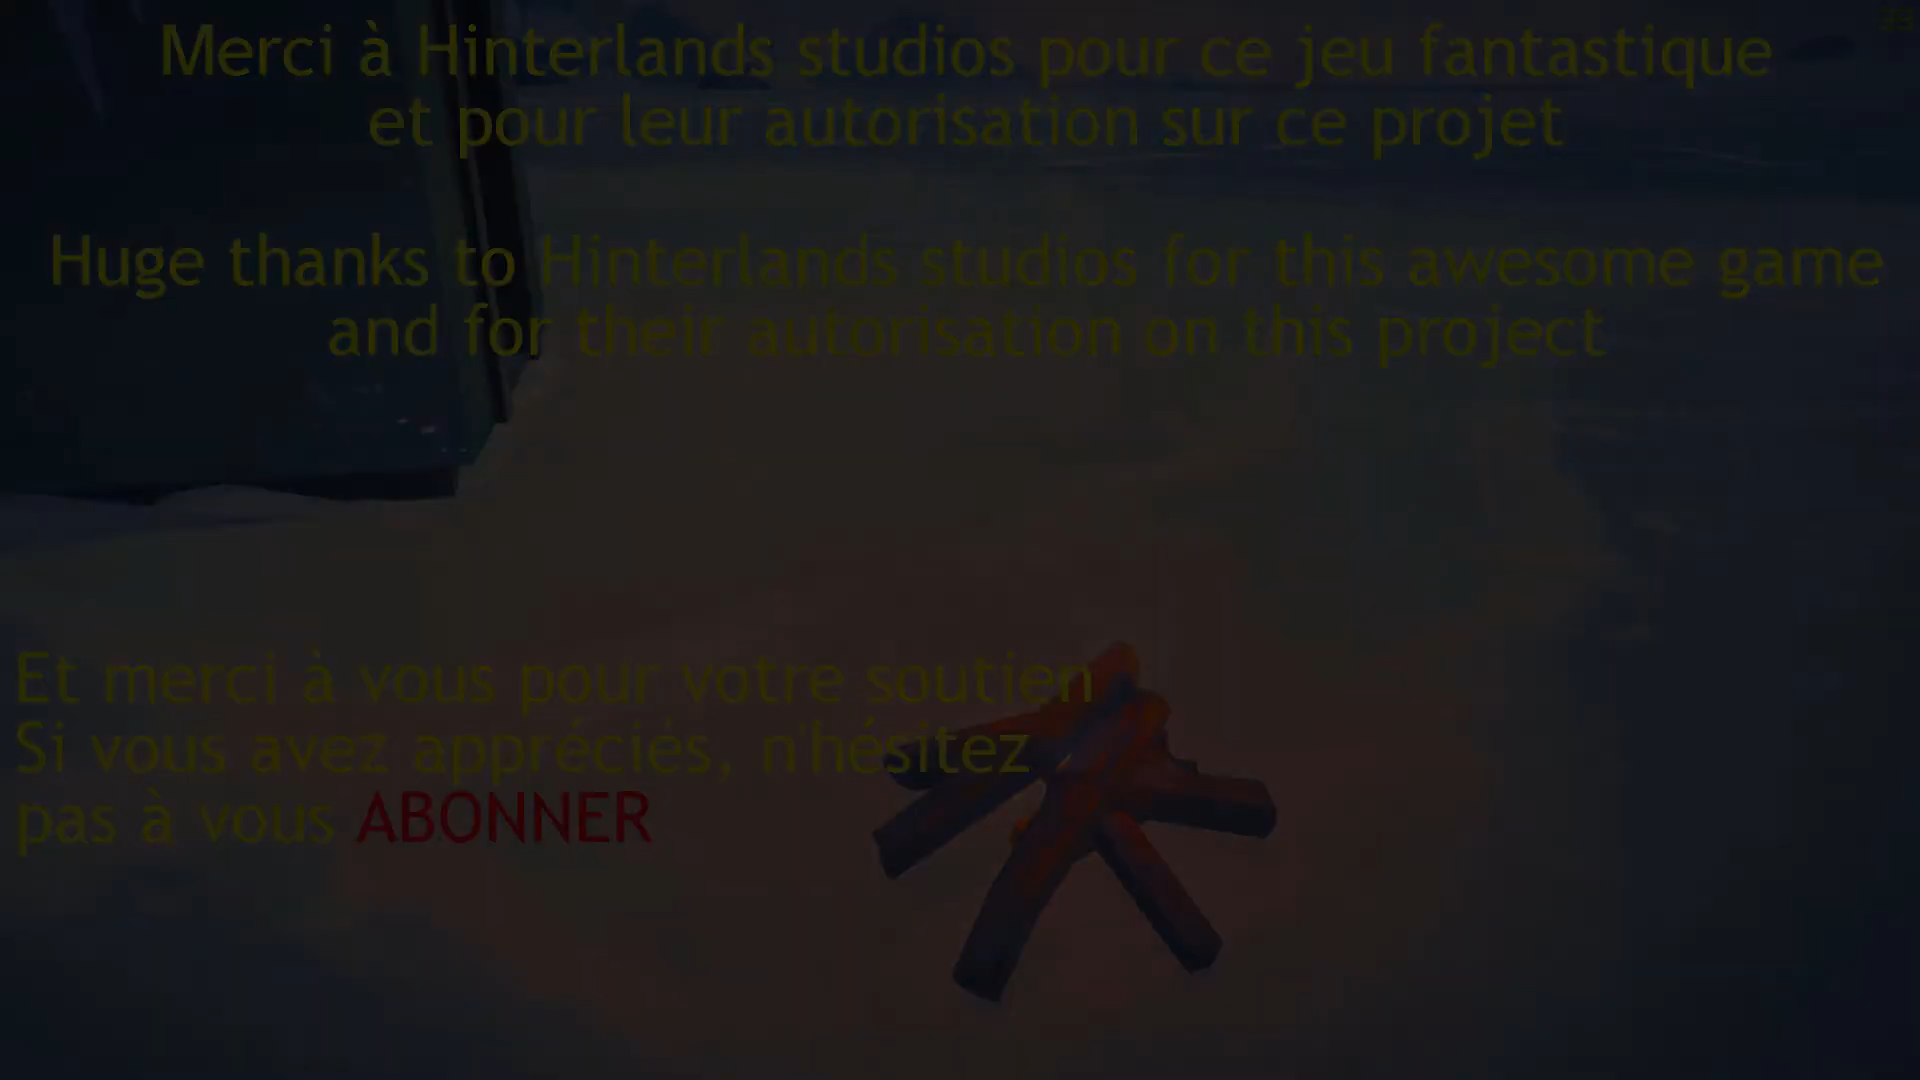 Merci à Hinterlands studios pour ce jeu fantastique
et pour leur autorisation sur ce projet
Huge thanks to Hinterlands studios for this awesome game
and for their autorisation on this project
Et merci à vous pour votre soutien
Si vous avez appréciés, n'hésitez
pas à vous ABONNER